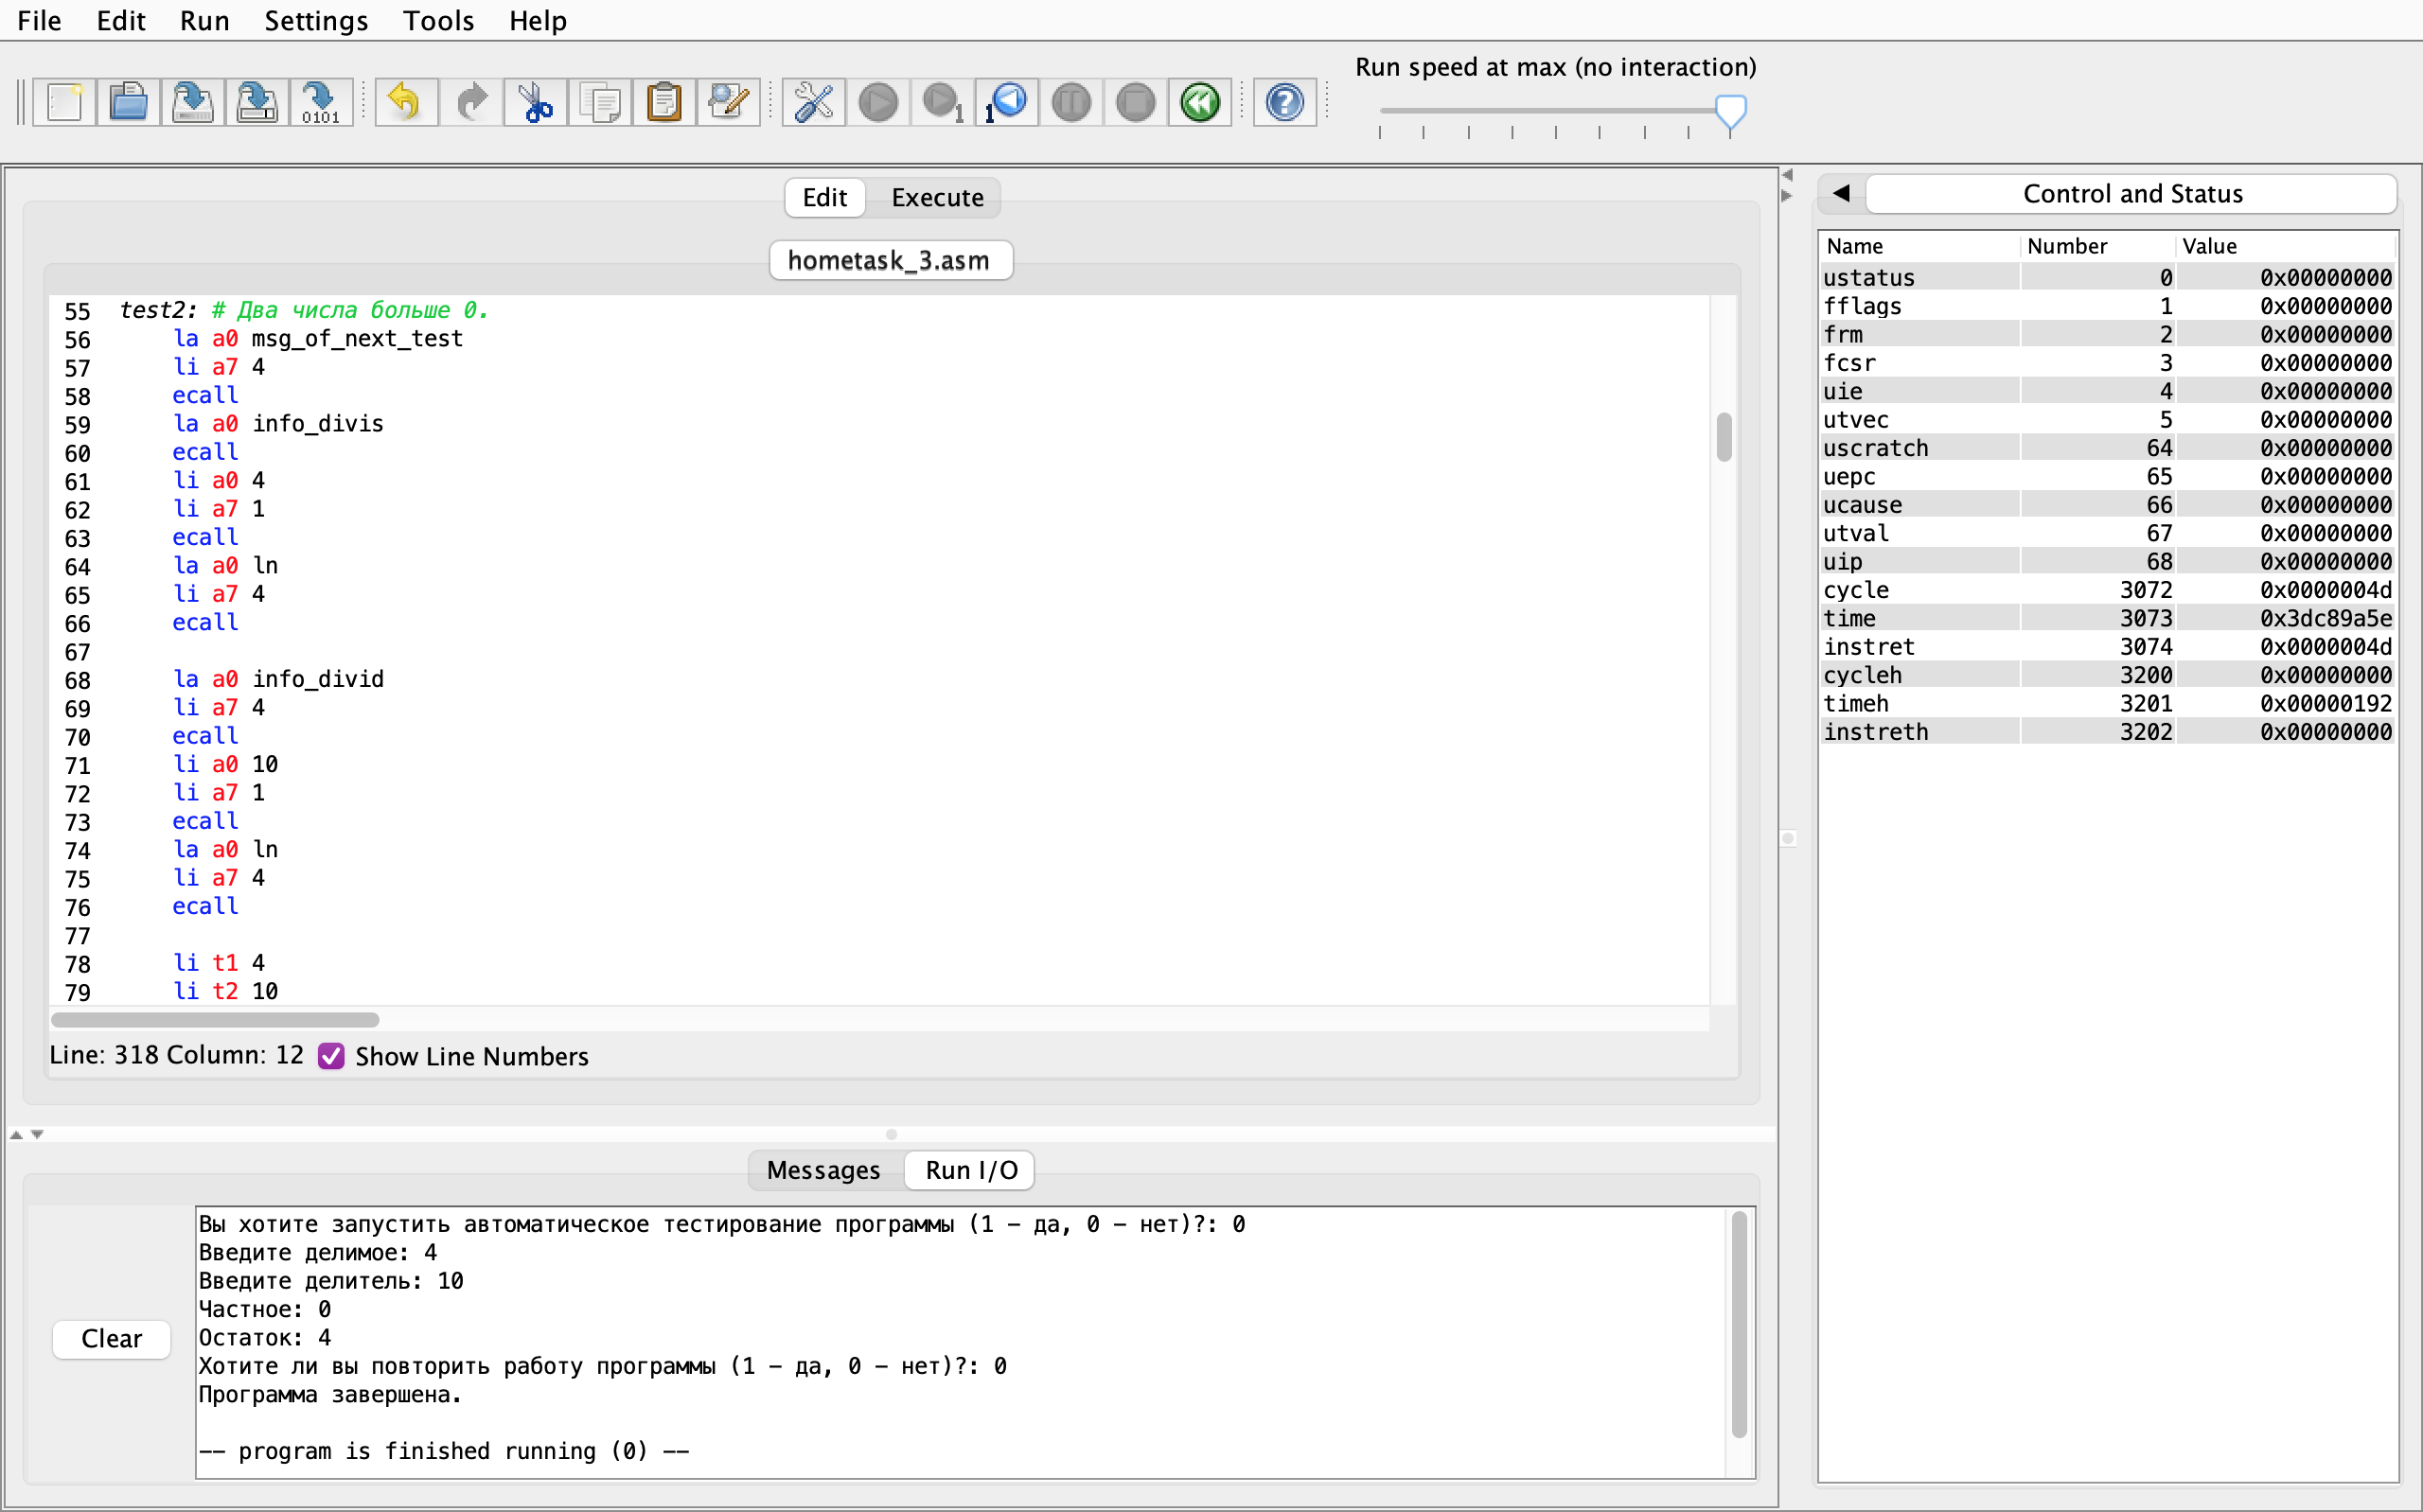 File Edit Run Settings Tools Help
Run speed at max (no interaction)
0101
1
1
Edit Execute
hometask_3.asm
55 test2: # Два числа больше 0.
56 la a0 msg_of_next_test
57 li a7 4
58 ecall
59 la a0 info_divis
60 ecall
61 li a0 4
62 li a7 1
63 ecall
64 la a0 ln
65 li a7 4
66 ecall
67
68 la a0 info_divid
69 li a7 4
70 ecall
71 li a0 10
72 li a7 1
73 ecall
74 la a0 ln
75 li a7 4
76 ecall
77
78 li t1 4
79 li t2 10
Line: 318 Column: 12 Show Line Numbers
Messages Run I/O
Clear
Вы хотите запустить автоматическое тестирование программы (1 – да, 0 – нет)?: 0
Введите делимое: 4
Введите делитель: 10
Частное: 0
Остаток: 4
Хотите ли вы повторить работу программы (1 – да, 0 – нет)?: 0
Программа завершена.
-- program is finished running (0) --
Control and Status
Name Number Value
ustatus 0 0x00000000
fflags 1 0x00000000
frm 2 0x00000000
fcsr 3 0x00000000
uie 4 0x00000000
utvec 5 0x00000000
uscratch 64 0x00000000
uepc 65 0x00000000
ucause 66 0x00000000
utval 67 0x00000000
uip 68 0x00000000
cycle 3072 0x0000004d
time 3073 0x3dc89a5e
instret 3074 0x0000004d
cycleh 3200 0x00000000
timeh 3201 0x00000192
instreth 3202 0x00000000